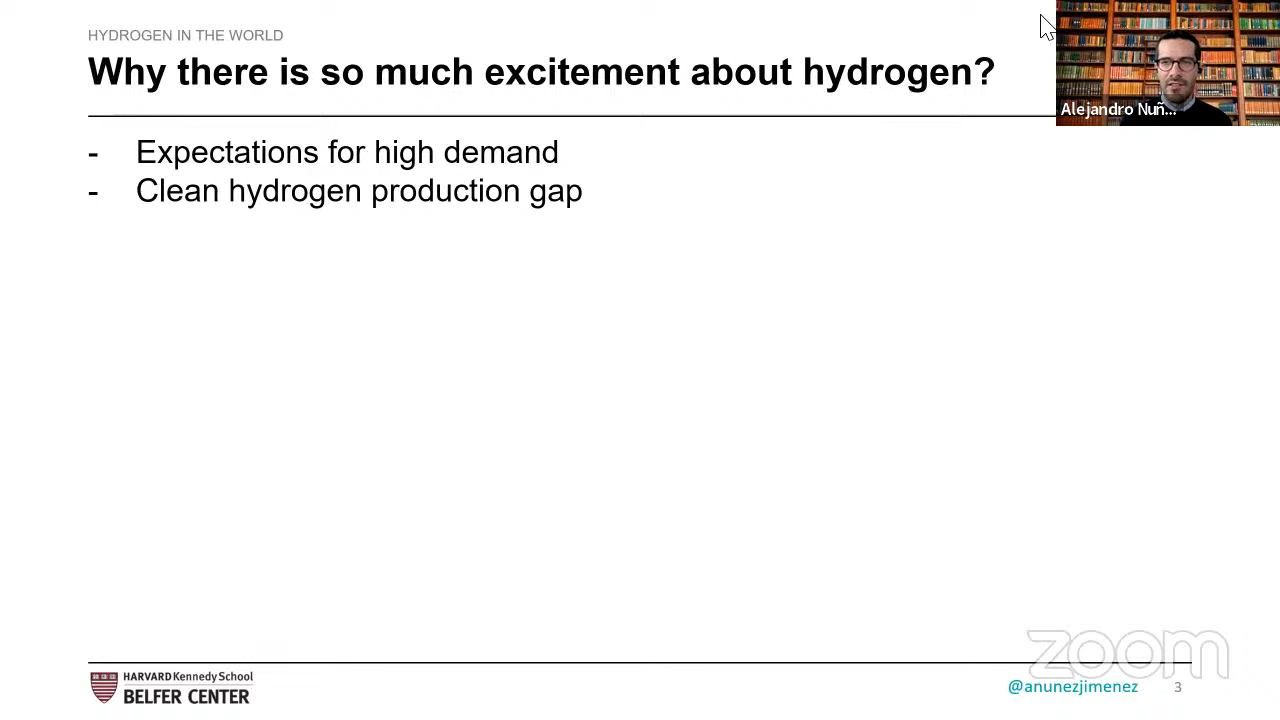 HYDROGEN IN THE WORLD
Why there is so much excitement about hydrogen?
Alejandro Nuñ...
- Expectations for high demand
- Clean hydrogen production gap
zoom
HARVARD Kennedy School
BELFER CENTER
@anunezjimenez
3